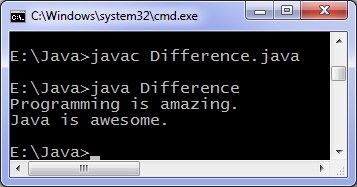 C:\Windows\system32\cmd.exe
E:\Java>javac Difference.java
E:\Java>java Difference
Programming is amazing.
Java is awesome.
E:\Java>_